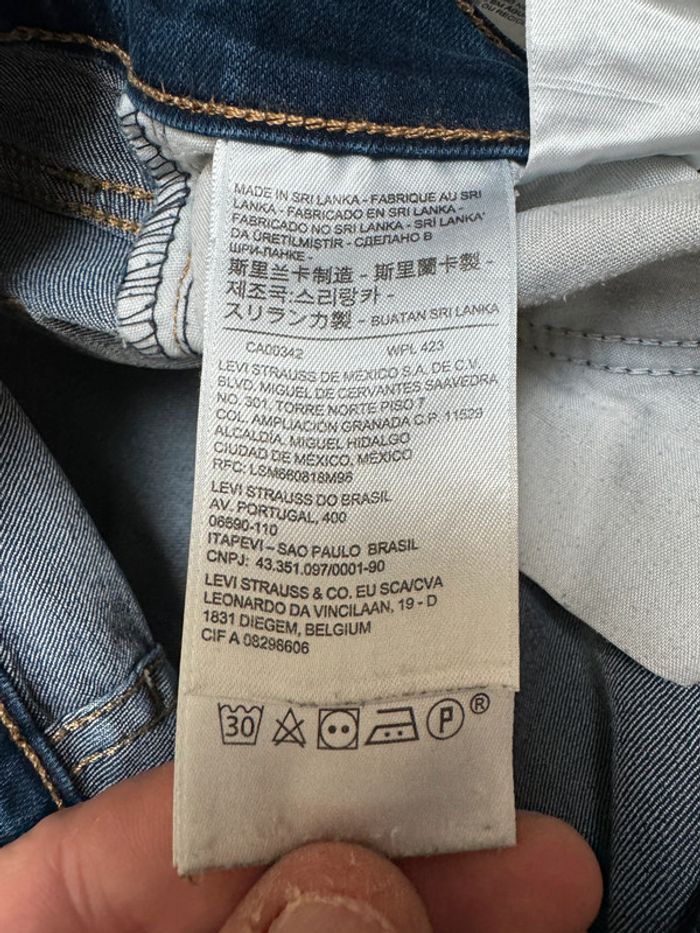 OU RECYC
MADE IN SRI LANKA - FABRIQUE AU SRI
LANKA - FABRICADO EN SRI LANKA -
FABRICADO NO SRI LANKA - SRİ LANKA'
DA ÜRETİLMİŞTİR - СДЕЛАНО В
ШРИ-ЛАНКЕ -
斯里兰卡制造 - 斯里蘭卡製 -
제조국:스리랑카 -
スリランカ製 - BUATAN SRI LANKA
CA00342 WPL 423
LEVI STRAUSS DE MÉXICO S.A. DE C.V.
BLVD. MIGUEL DE CERVANTES SAAVEDRA
NO. 301, TORRE NORTE PISO 7
COL. AMPLIACIÓN GRANADA C.P. 11529
ALCALDÍA. MIGUEL HIDALGO
CIUDAD DE MÉXICO, MÉXICO
RFC: LSM660818M96
LEVI STRAUSS DO BRASIL
AV. PORTUGAL, 400
06690-110
ITAPEVI – SAO PAULO BRASIL
CNPJ: 43.351.097/0001-90
LEVI STRAUSS & CO. EU SCA/CVA
LEONARDO DA VINCILAAN, 19 - D
1831 DIEGEM, BELGIUM
CIF A 08298606
30 P ®